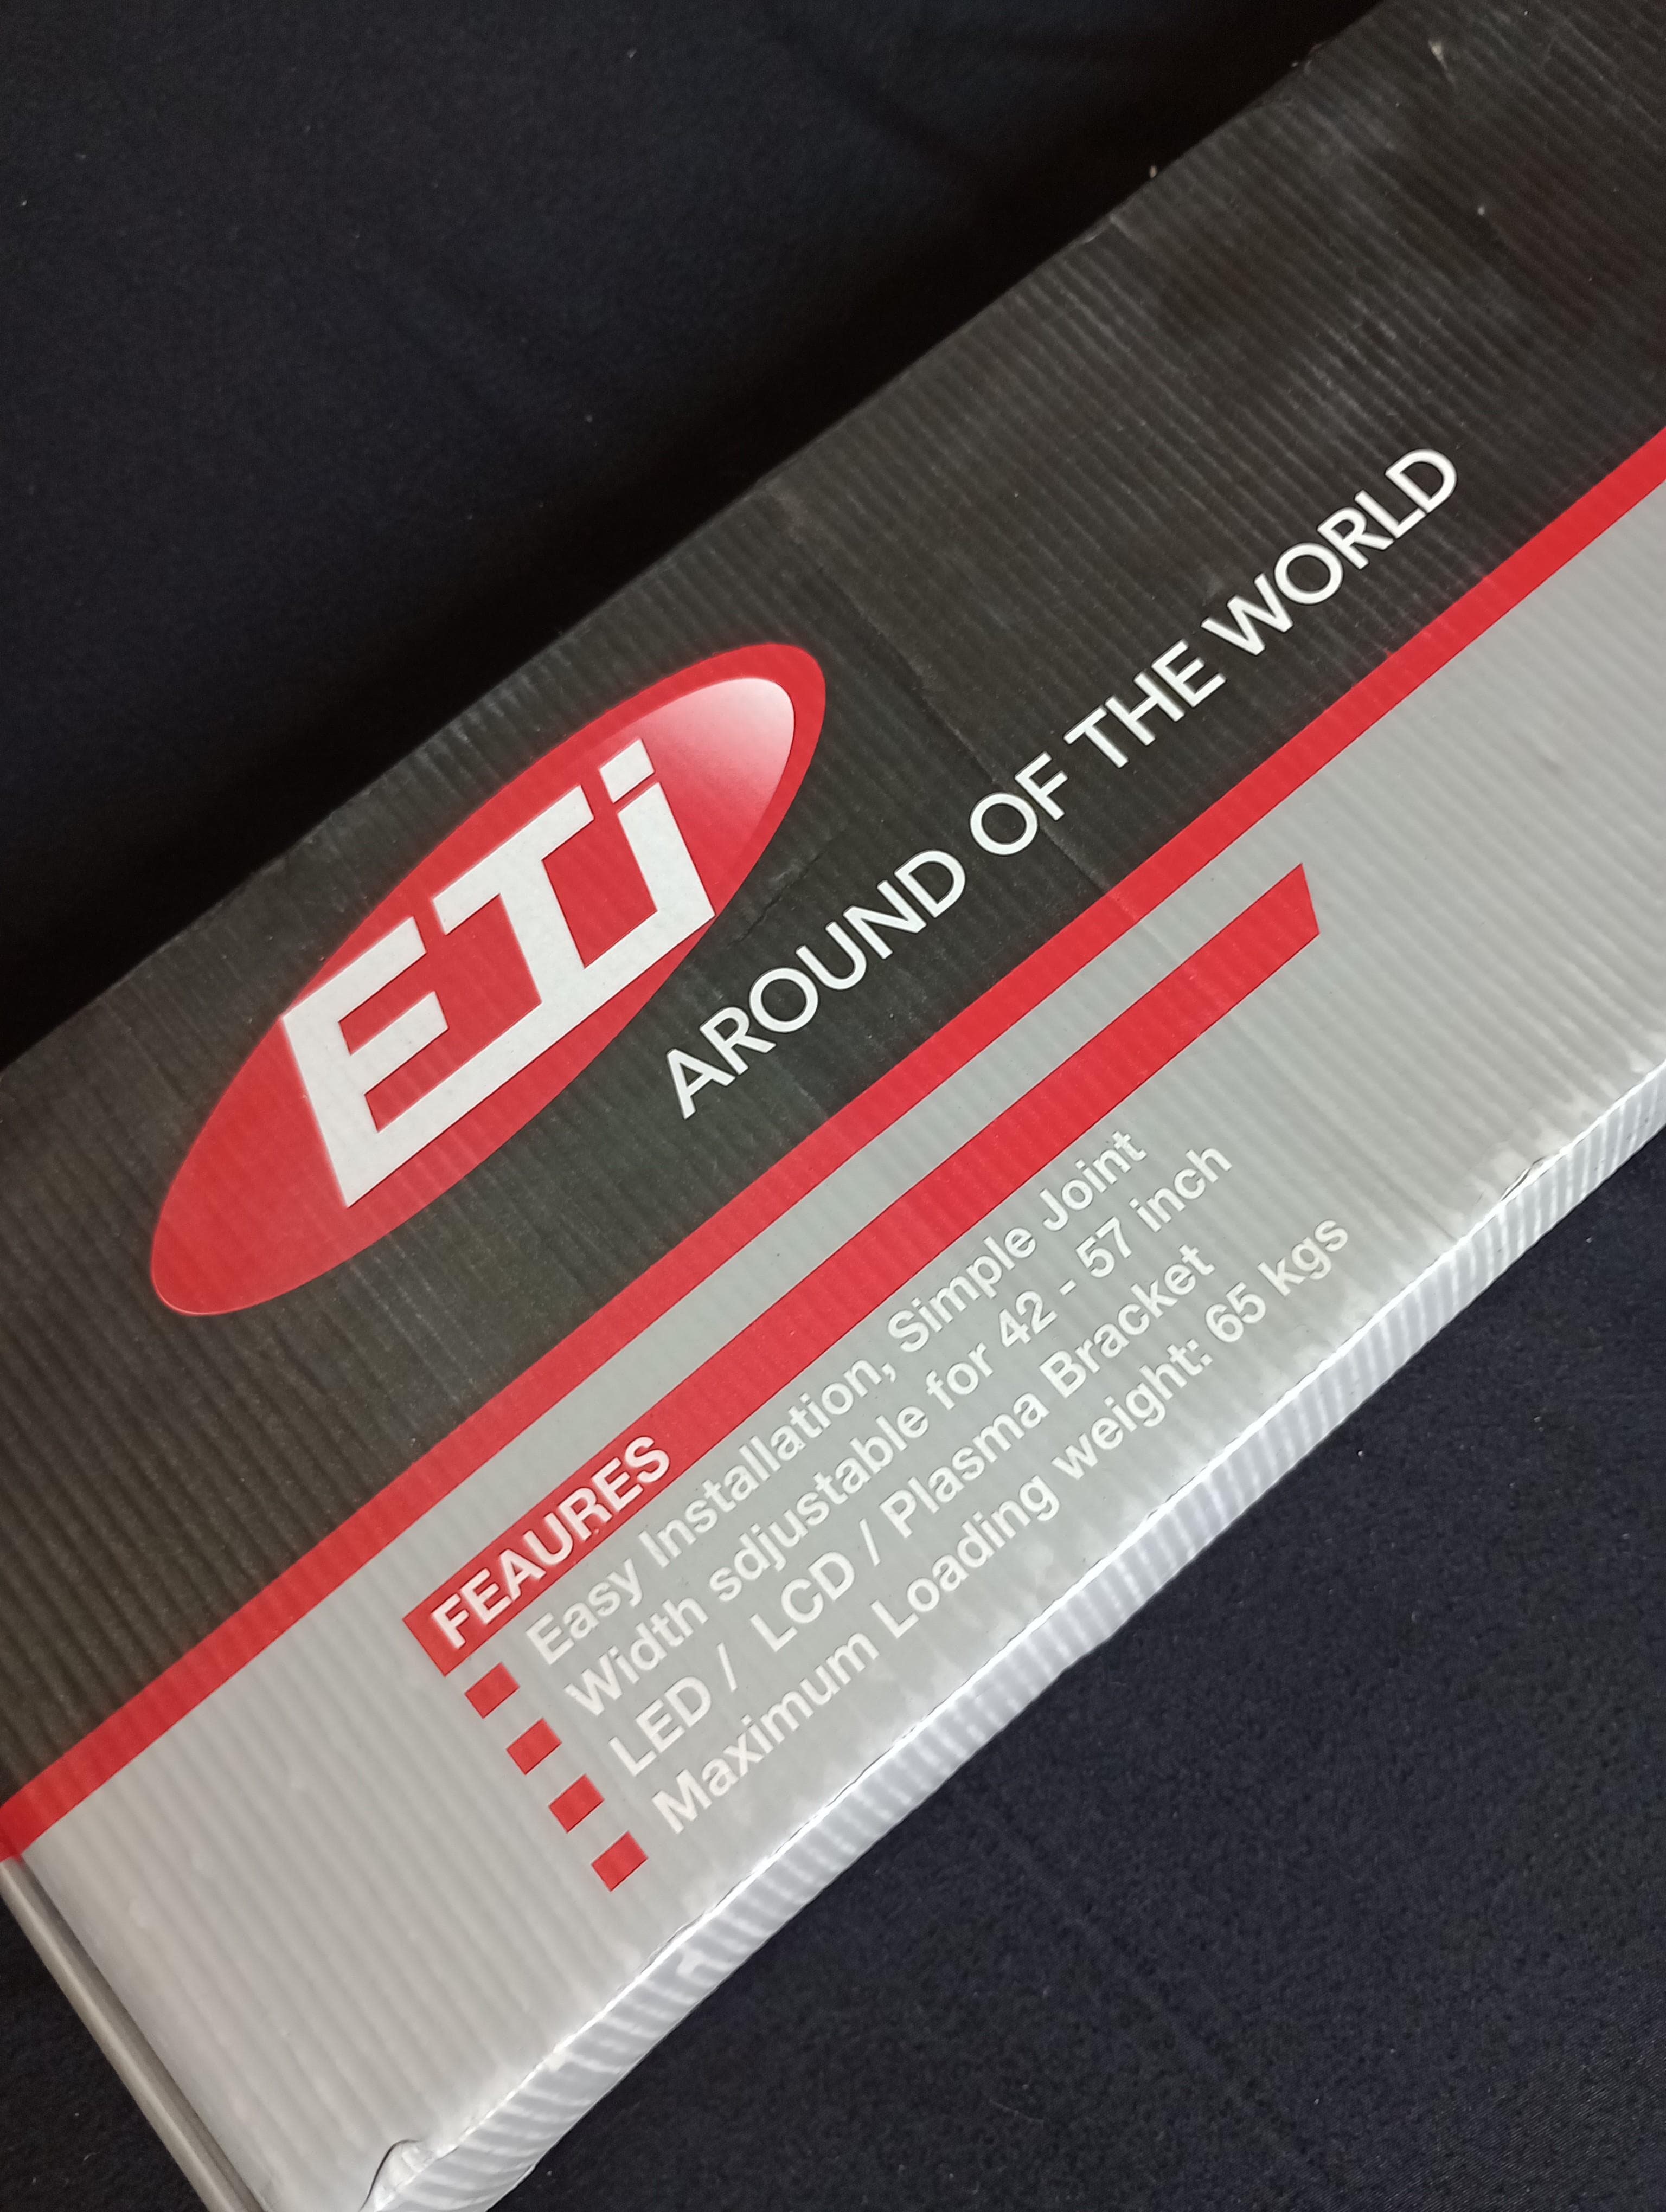 ETi
AROUND OF THE WORLD
FEAURES
Easy Installation, Simple Joint
Width sdjustable for 42 - 57 inch
LED / LCD / Plasma Bracket
Maximum Loading weight: 65 kgs